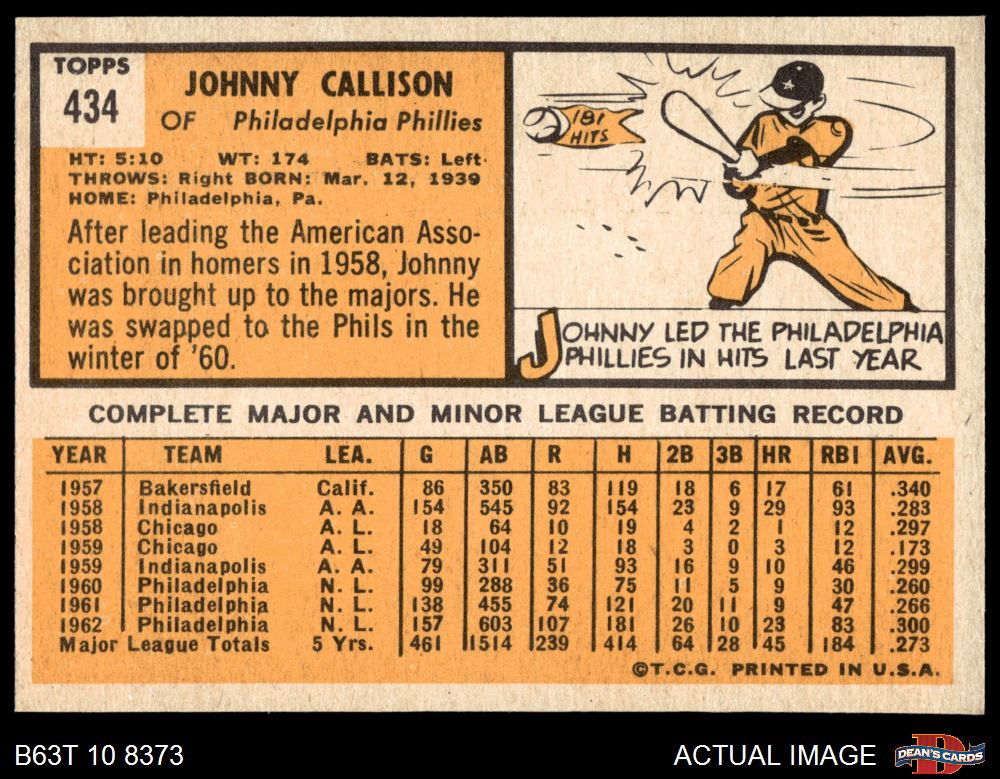 TOPPS
434
JOHNNY CALLISON
OF Philadelphia Phillies
HT: 5:10 WT: 174 BATS: Left
THROWS: Right BORN: Mar. 12, 1939
HOME: Philadelphia, Pa.
After leading the American Asso-
ciation in homers in 1958, Johnny
was brought up to the majors. He
was swapped to the Phils in the
winter of '60.
181
HITS
JOHNNY LED THE PHILADELPHIA
PHILLIES IN HITS LAST YEAR
COMPLETE MAJOR AND MINOR LEAGUE BATTING RECORD
YEAR TEAM LEA. G AB R H 2B 3B HR RBI AVG.
1957 Bakersfield Calif. 86 350 83 119 18 6 17 61 .340
1958 Indianapolis A. A. 154 545 92 154 23 9 29 93 .283
1958 Chicago A. L. 18 64 10 19 4 2 1 12 .297
1959 Chicago A. L. 49 104 12 18 3 0 3 12 .173
1959 Indianapolis A. A. 79 311 51 93 16 9 10 46 .299
1960 Philadelphia N. L. 99 288 36 75 11 5 9 30 .260
1961 Philadelphia N. L. 138 455 74 121 20 11 9 47 .266
1962 Philadelphia N. L. 157 603 107 181 26 10 23 83 .300
Major League Totals 5 Yrs. 461 1514 239 414 64 28 45 184 .273
©T.C.G. PRINTED IN U.S.A.
B63T 10 8373
ACTUAL IMAGE
DEAN'S CARDS